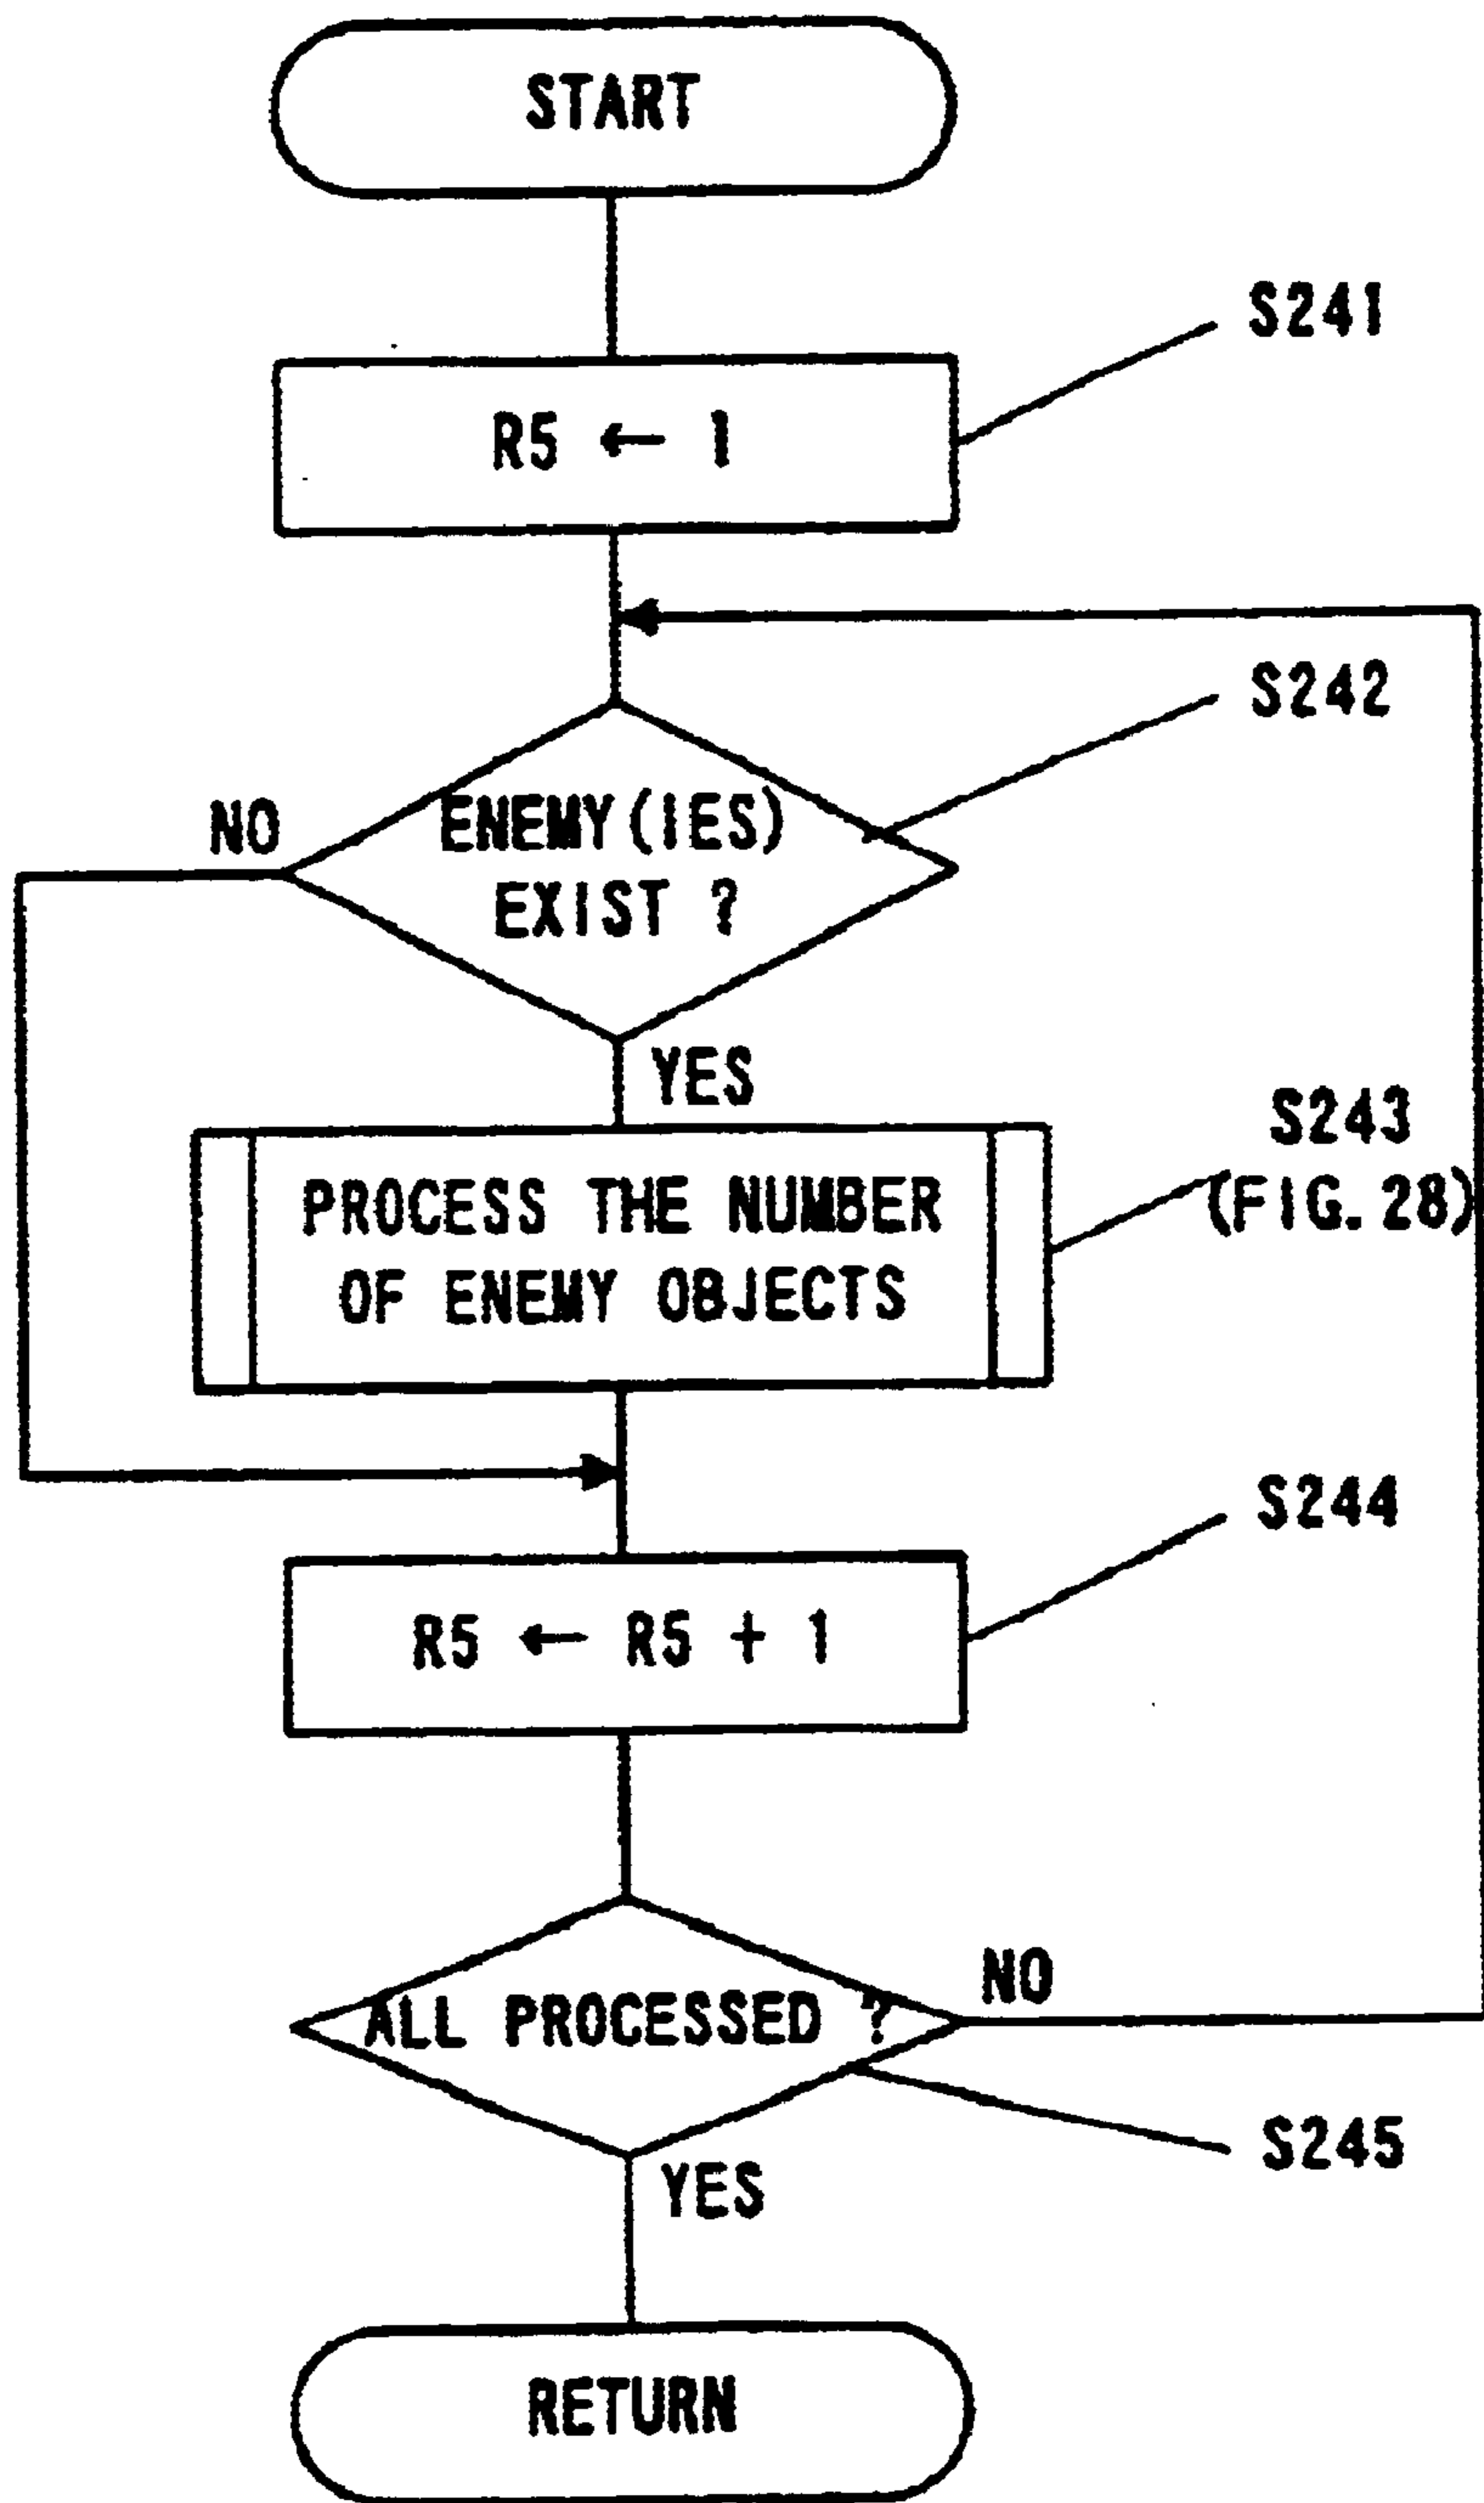 START
S241
R5 ← 1
S242
NO
ENEMY(IES)
EXIST ?
YES
S243
(FIG. 28)
PROCESS THE NUMBER
OF ENEMY OBJECTS
S244
R5 ← R5 + 1
NO
ALL PROCESSED ?
S245
YES
RETURN